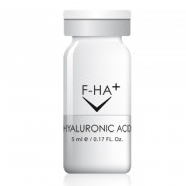 F-HA+
HYALURONIC ACID
5 ml e / 0.17 Fl. Oz.